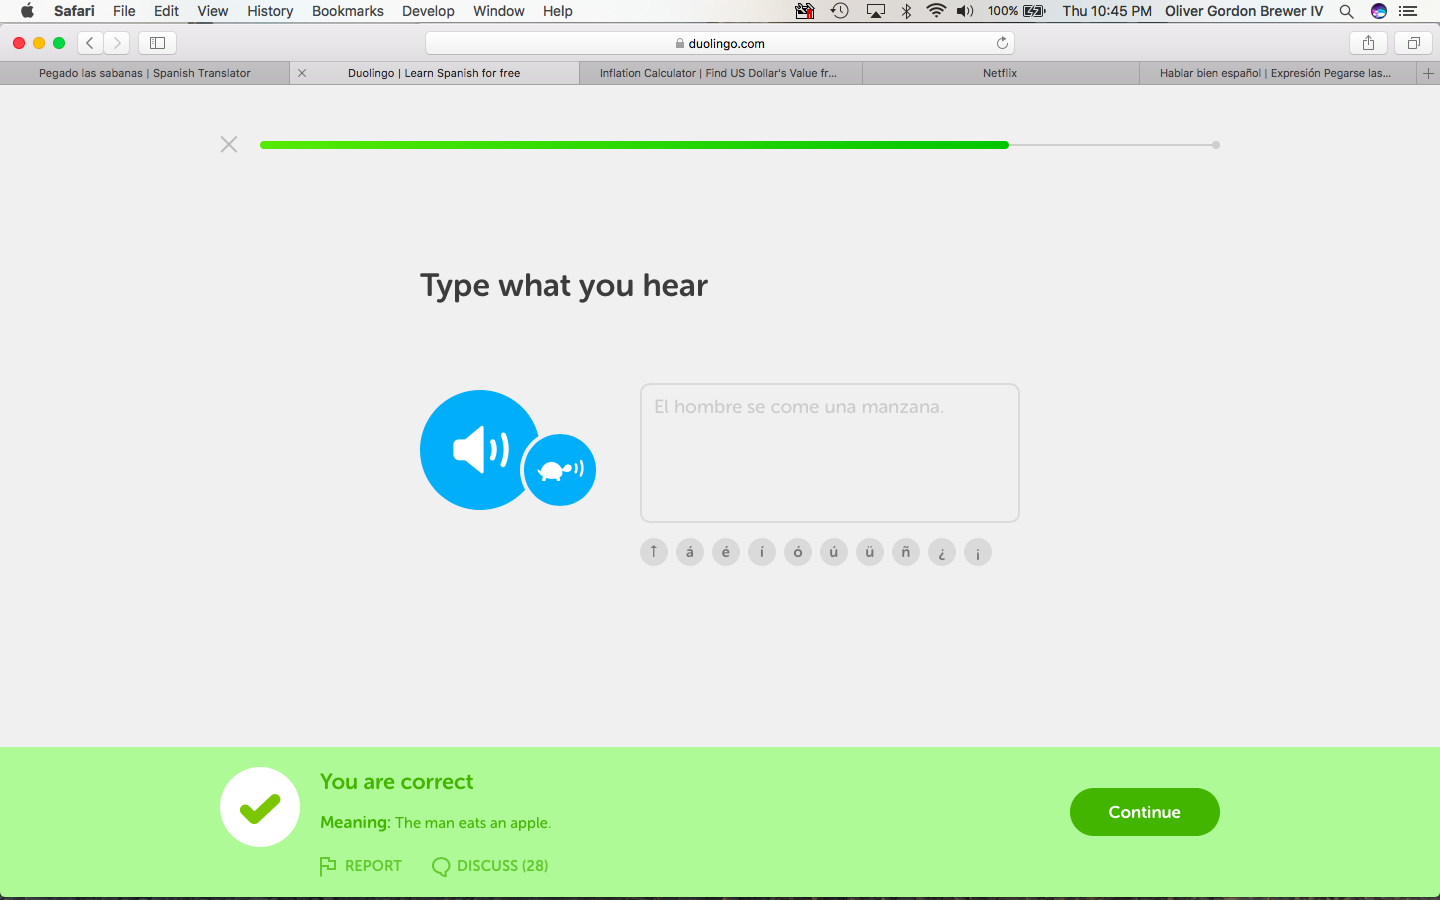 Safari File Edit View History Bookmarks Develop Window Help 100% Thu 10:45 PM Oliver Gordon Brewer IV
duolingo.com
Pegado las sabanas | Spanish Translator Duolingo | Learn Spanish for free Inflation Calculator | Find US Dollar's Value fr... Netflix Hablar bien español | Expresión Pegarse las...
Type what you hear
El hombre se come una manzana.
↑ á é í ó ú ü ñ ¿ ¡
You are correct
Meaning: The man eats an apple.
Continue
REPORT DISCUSS (28)